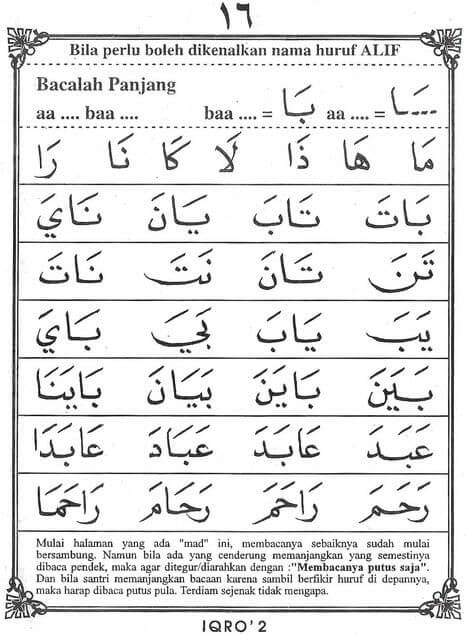 ١٦
Bila perlu boleh dikenalkan nama huruf ALIF
Bacalah Panjang
aa .... baa .... baa .... = بَا aa .... = ـَـا
مَا هَا ذَا لَا كَا نَا رَا
بَاتَ تَابَ يَانَ نَايَ
تَنَ تَانَ نَتَ نَاتَ
يَبَ يَابَ بَيَ بَايَ
بَيَنَ بَايَنَ بَيَانَ بَايَنَا
عَبَدَ عَابَدَ عَبَادَ عَابَدَا
رَحَمَ رَاحَمَ رَحَامَ رَاحَمَا
Mulai halaman yang ada "mad" ini, membacanya sebaiknya sudah mulai
bersambung. Namun bila ada yang cenderung memanjangkan yang semestinya
dibaca pendek, maka agar ditegur/diarahkan dengan :"Membacanya putus saja".
Dan bila santri memanjangkan bacaan karena sambil berfikir huruf di depannya,
maka harap dibaca putus pula. Terdiam sejenak tidak mengapa.
IQRO' 2